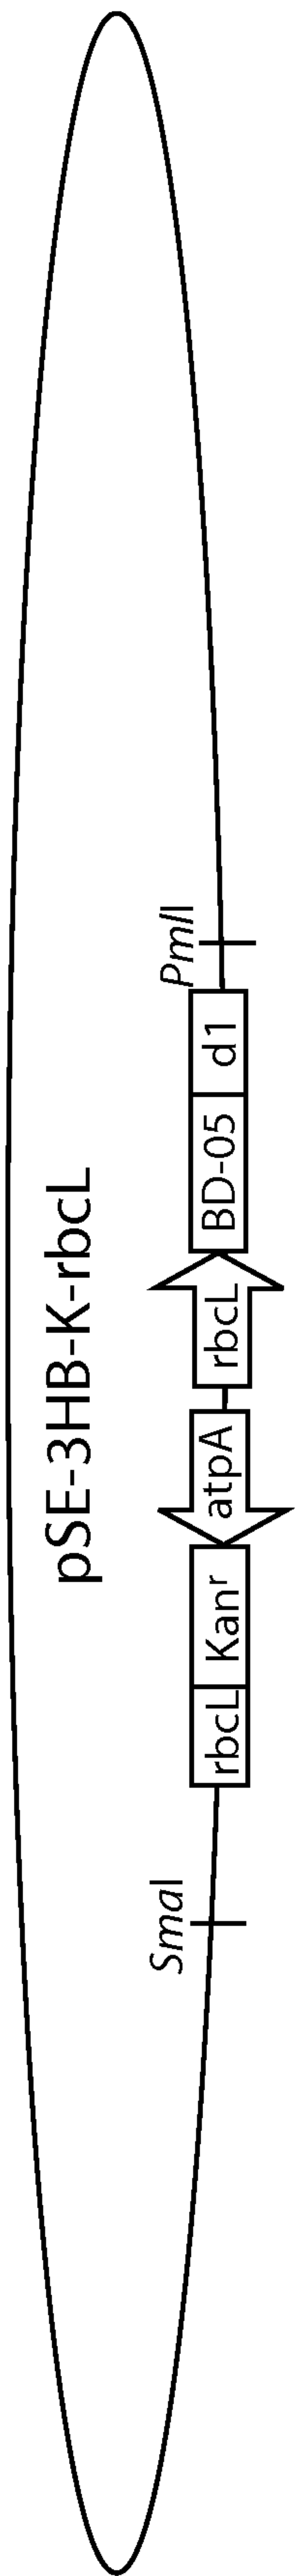 pSE-3HB-K-rbcL
SmaI
PmlI
rbcL
Kanʳ
atpA
rbcL
BD-05
d1